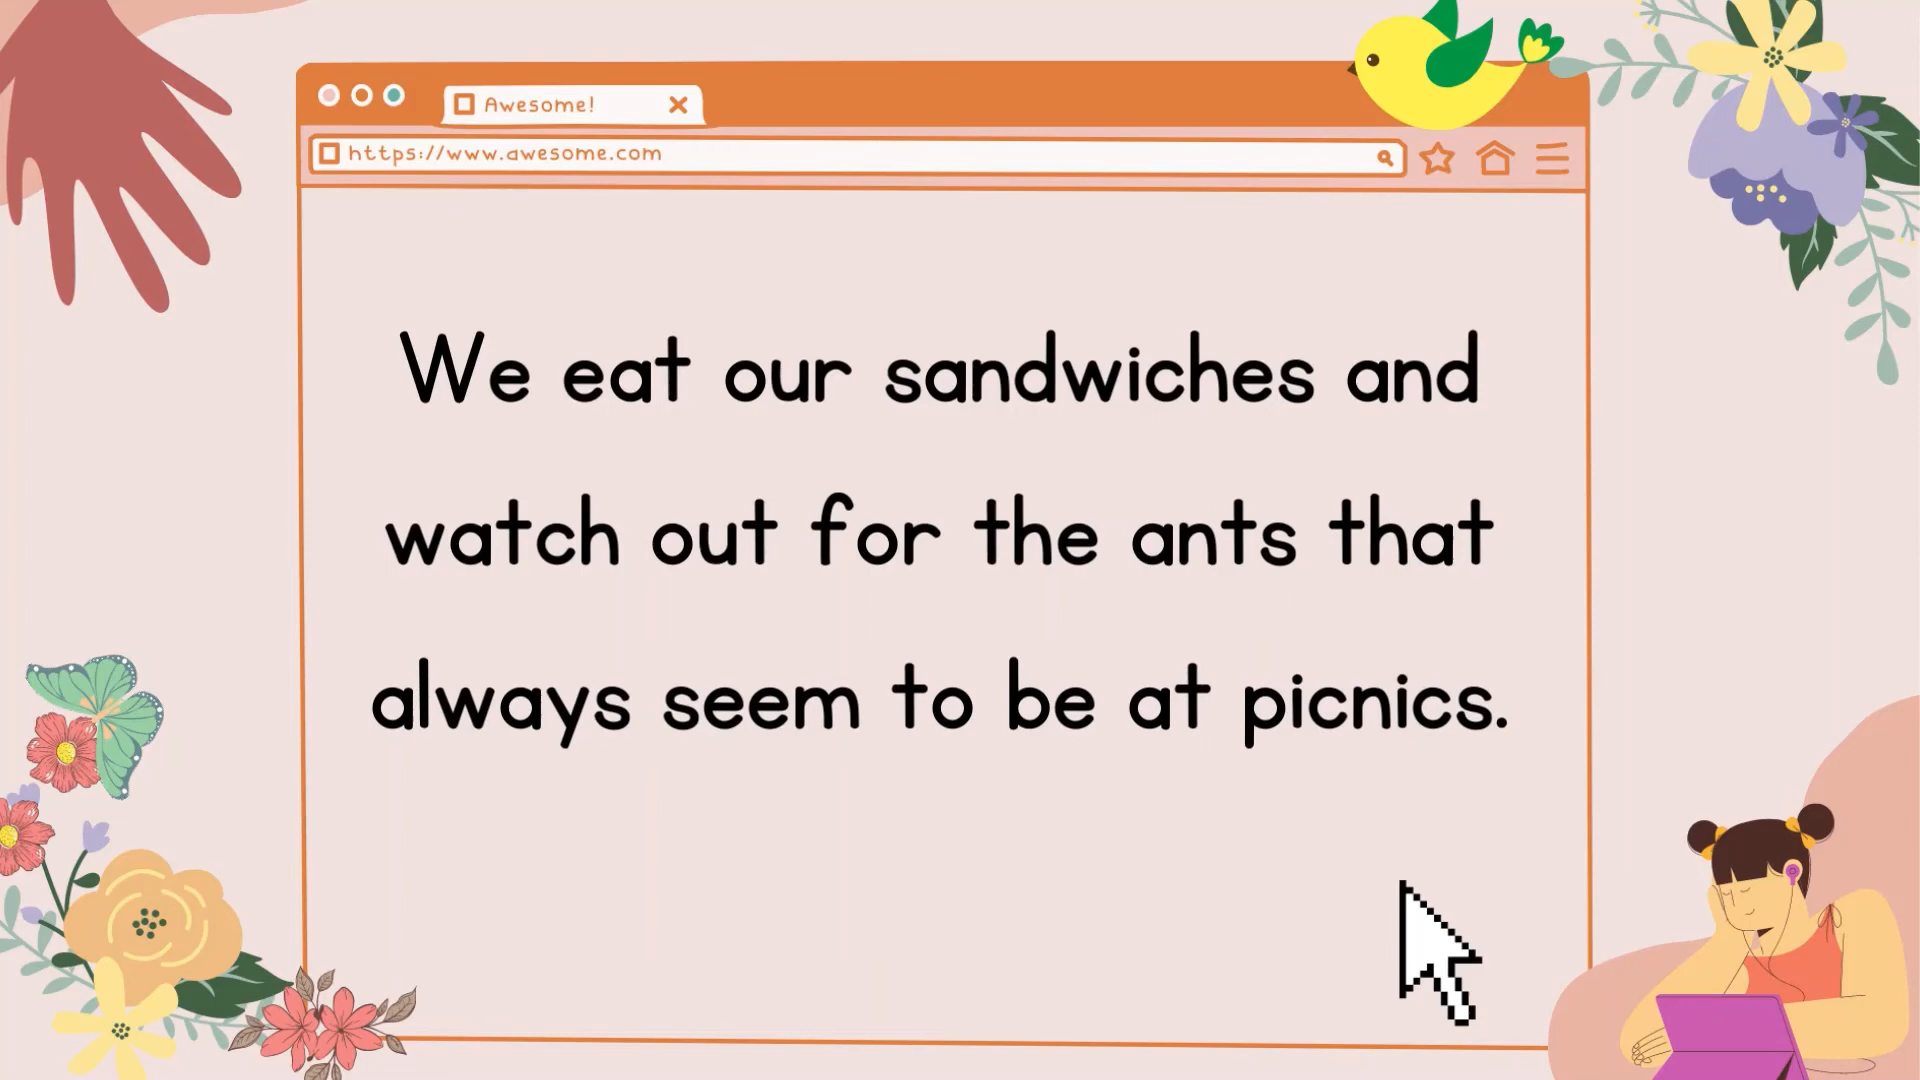 Awesome!
https://www.awesome.com
We eat our sandwiches and
watch out for the ants that
always seem to be at picnics.